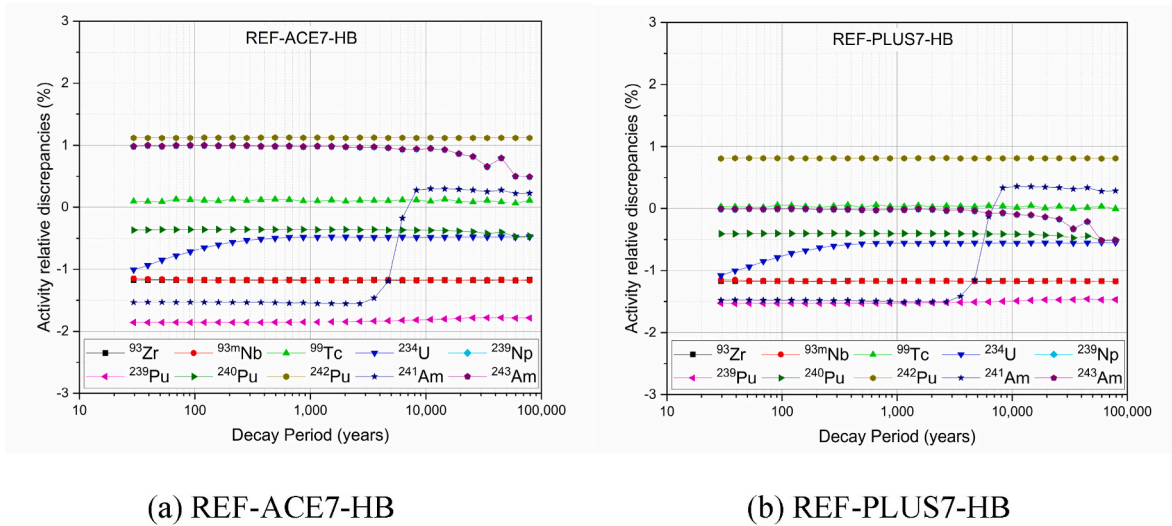 REF-ACE7-HB
Activity relative discrepancies (%)
3
2
1
0
-1
-2
-3
⁹³Zr ⁹³ᵐNb ⁹⁹Tc ²³⁴U ²³⁹Np
²³⁹Pu ²⁴⁰Pu ²⁴²Pu ²⁴¹Am ²⁴³Am
10 100 1,000 10,000 100,000
Decay Period (years)
(a) REF-ACE7-HB
REF-PLUS7-HB
Activity relative discrepancies (%)
3
2
1
0
-1
-2
-3
⁹³Zr ⁹³ᵐNb ⁹⁹Tc ²³⁴U ²³⁹Np
²³⁹Pu ²⁴⁰Pu ²⁴²Pu ²⁴¹Am ²⁴³Am
10 100 1,000 10,000 100,000
Decay Period (years)
(b) REF-PLUS7-HB